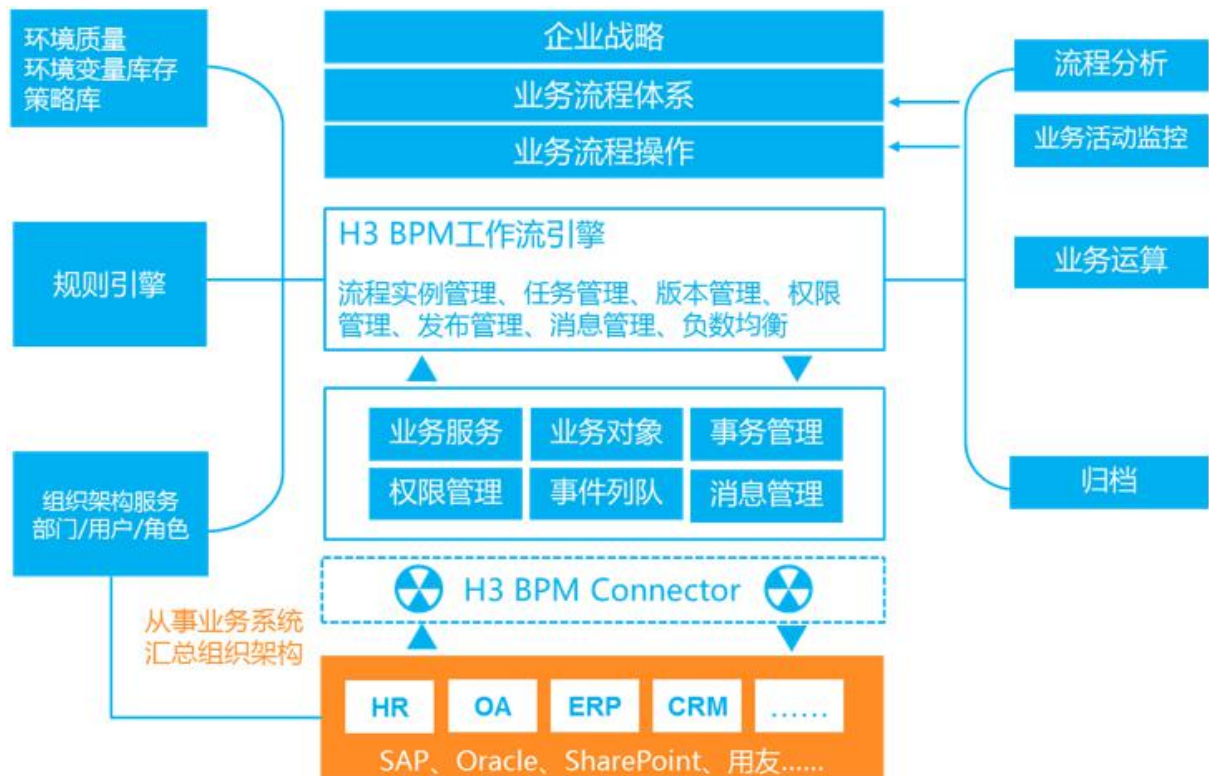 环境质量
环境变量库存
策略库
规则引擎
组织架构服务
部门/用户/角色
从事业务系统
汇总组织架构
企业战略
业务流程体系
业务流程操作
H3 BPM工作流引擎
流程实例管理、任务管理、版本管理、权限
管理、发布管理、消息管理、负数均衡
业务服务
业务对象
事务管理
权限管理
事件列队
消息管理
H3 BPM Connector
HR
OA
ERP
CRM
......
SAP、Oracle、SharePoint、用友......
流程分析
业务活动监控
业务运算
归档